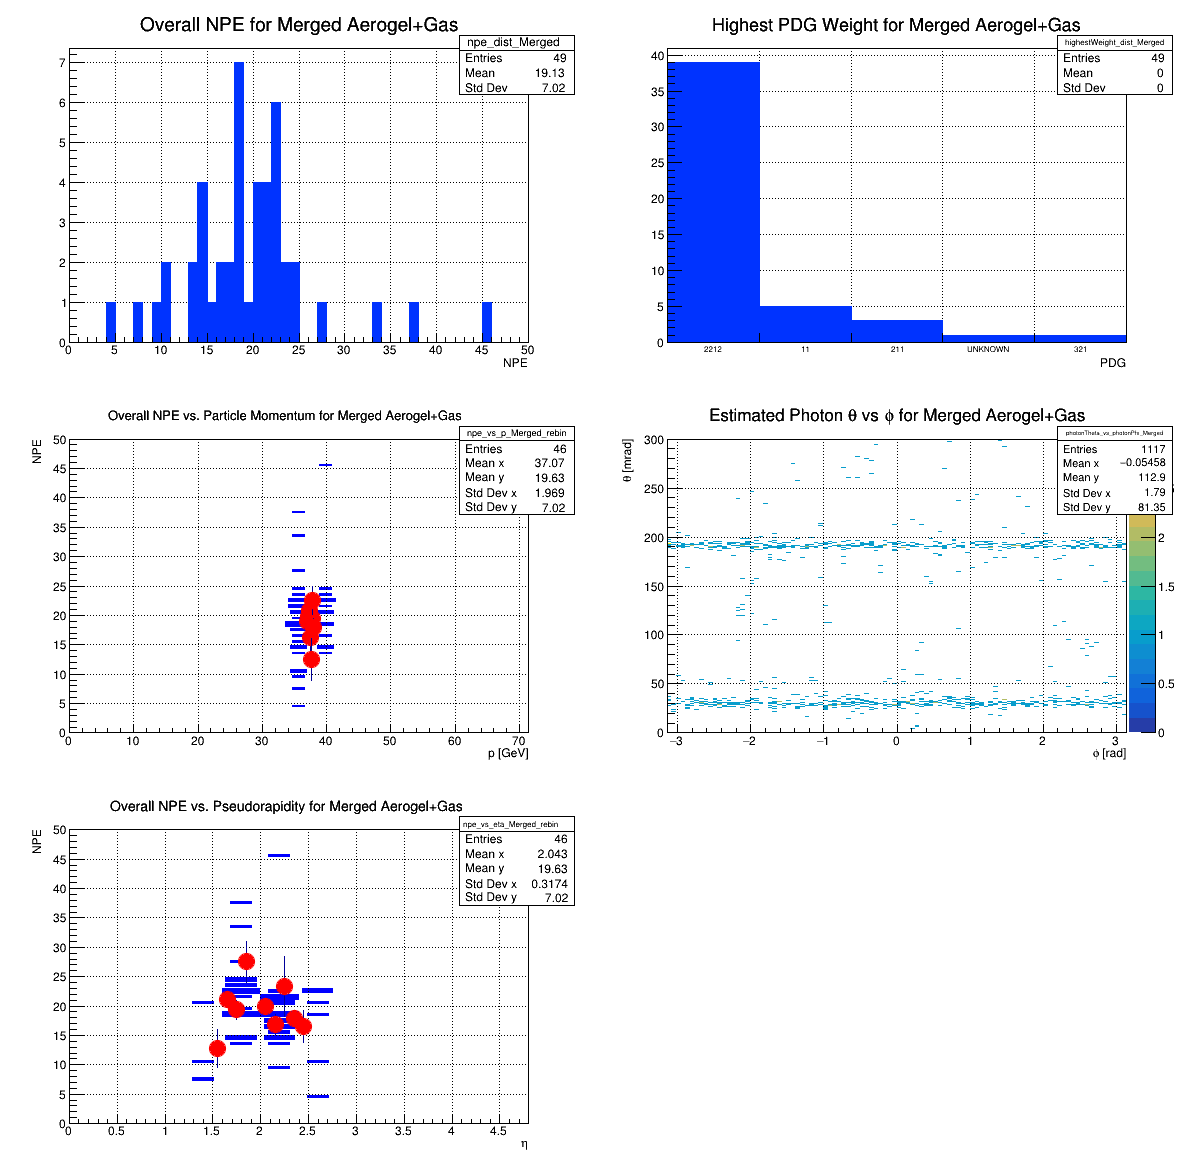 Overall NPE for Merged Aerogel+Gas
npe_dist_Merged
Entries 49
Mean 19.13
Std Dev 7.02
7
6
5
4
3
2
1
0
0 5 10 15 20 25 30 35 40 45 50
NPE
Highest PDG Weight for Merged Aerogel+Gas
highestWeight_dist_Merged
Entries 49
Mean 0
Std Dev 0
40
35
30
25
20
15
10
5
0
2212 11 211 UNKNOWN 321
PDG
Overall NPE vs. Particle Momentum for Merged Aerogel+Gas
npe_vs_p_Merged_rebin
Entries 46
Mean x 37.07
Mean y 19.63
Std Dev x 1.969
Std Dev y 7.02
NPE
50
45
40
35
30
25
20
15
10
5
0
0 10 20 30 40 50 60 70
p [GeV]
Estimated Photon θ vs ϕ for Merged Aerogel+Gas
photonTheta_vs_photonPhi_Merged
Entries 1117
Mean x −0.05458
Mean y 112.9
Std Dev x 1.79
Std Dev y 81.35
θ [mrad]
300
250
200
150
100
50
0
−3 −2 −1 0 1 2 3
ϕ [rad]
2
1.5
1
0.5
0
Overall NPE vs. Pseudorapidity for Merged Aerogel+Gas
npe_vs_eta_Merged_rebin
Entries 46
Mean x 2.043
Mean y 19.63
Std Dev x 0.3174
Std Dev y 7.02
NPE
50
45
40
35
30
25
20
15
10
5
0
0 0.5 1 1.5 2 2.5 3 3.5 4 4.5
η